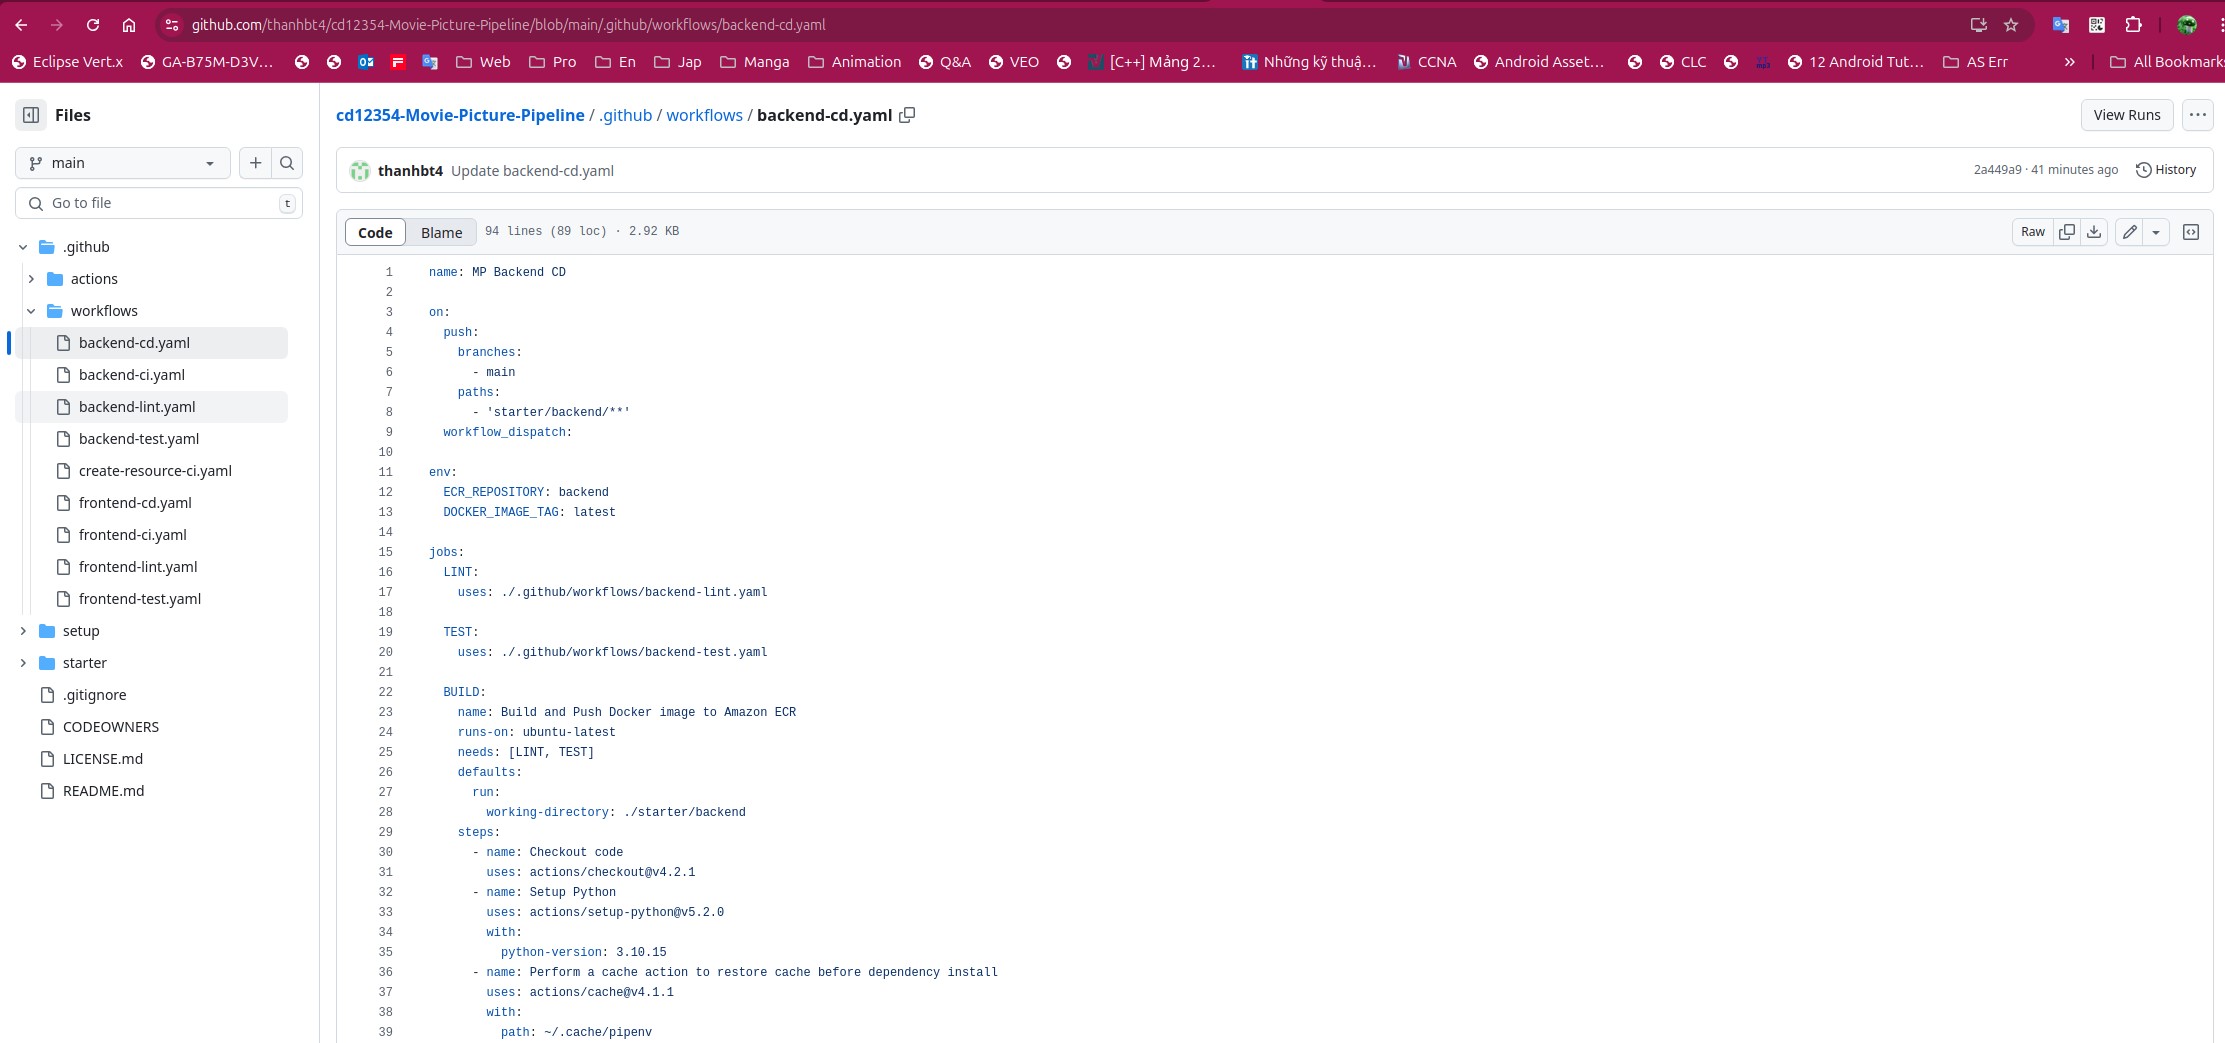 github.com/thanhbt4/cd12354-Movie-Picture-Pipeline/blob/main/.github/workflows/backend-cd.yaml
Eclipse Vert.x GA-B75M-D3V... Web Pro En Jap Manga Animation Q&A VEO [C++] Mảng 2... Những kỹ thuậ... CCNA Android Asset... CLC 12 Android Tut... AS Err » All Bookmarks
Files
main
Go to file t
.github
actions
workflows
backend-cd.yaml
backend-ci.yaml
backend-lint.yaml
backend-test.yaml
create-resource-ci.yaml
frontend-cd.yaml
frontend-ci.yaml
frontend-lint.yaml
frontend-test.yaml
setup
starter
.gitignore
CODEOWNERS
LICENSE.md
README.md
cd12354-Movie-Picture-Pipeline / .github / workflows / backend-cd.yaml
View Runs
thanhbt4 Update backend-cd.yaml
2a449a9 · 41 minutes ago History
Code Blame 94 lines (89 loc) · 2.92 KB
Raw
1 name: MP Backend CD
2
3 on:
4   push:
5     branches:
6       - main
7     paths:
8       - 'starter/backend/**'
9   workflow_dispatch:
10
11 env:
12   ECR_REPOSITORY: backend
13   DOCKER_IMAGE_TAG: latest
14
15 jobs:
16   LINT:
17     uses: ./.github/workflows/backend-lint.yaml
18
19   TEST:
20     uses: ./.github/workflows/backend-test.yaml
21
22   BUILD:
23     name: Build and Push Docker image to Amazon ECR
24     runs-on: ubuntu-latest
25     needs: [LINT, TEST]
26     defaults:
27       run:
28         working-directory: ./starter/backend
29     steps:
30       - name: Checkout code
31         uses: actions/checkout@v4.2.1
32       - name: Setup Python
33         uses: actions/setup-python@v5.2.0
34         with:
35           python-version: 3.10.15
36       - name: Perform a cache action to restore cache before dependency install
37         uses: actions/cache@v4.1.1
38         with:
39           path: ~/.cache/pipenv